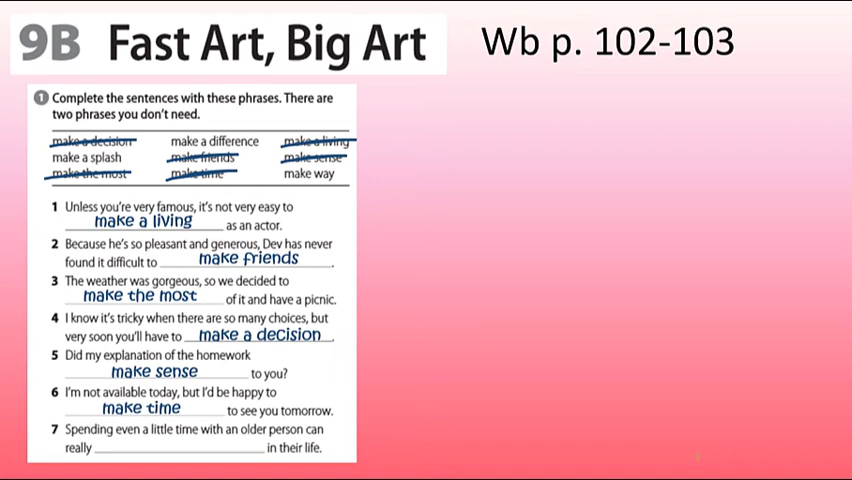 9B Fast Art, Big Art
Wb p. 102-103
1 Complete the sentences with these phrases. There are
two phrases you don't need.
make a decision make a difference make a living
make a splash make friends make sense
make the most make time make way
1 Unless you're very famous, it's not very easy to
make a living as an actor.
2 Because he's so pleasant and generous, Dev has never
found it difficult to make friends.
3 The weather was gorgeous, so we decided to
make the most of it and have a picnic.
4 I know it's tricky when there are so many choices, but
very soon you'll have to make a decision.
5 Did my explanation of the homework
make sense to you?
6 I'm not available today, but I'd be happy to
make time to see you tomorrow.
7 Spending even a little time with an older person can
really ______ in their life.